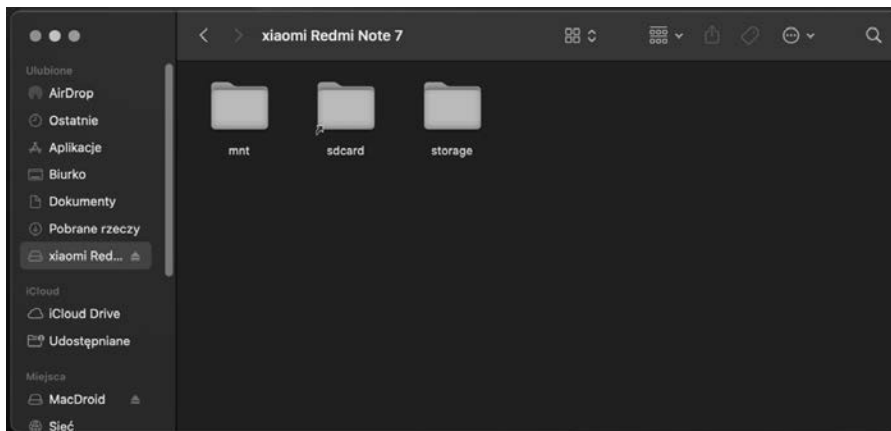 xiaomi Redmi Note 7
Ulubione
AirDrop
Ostatnie
Aplikacje
Biurko
Dokumenty
Pobrane rzeczy
xiaomi Red...
iCloud
iCloud Drive
Udostępniane
Miejsca
MacDroid
Sieć
mnt
sdcard
storage